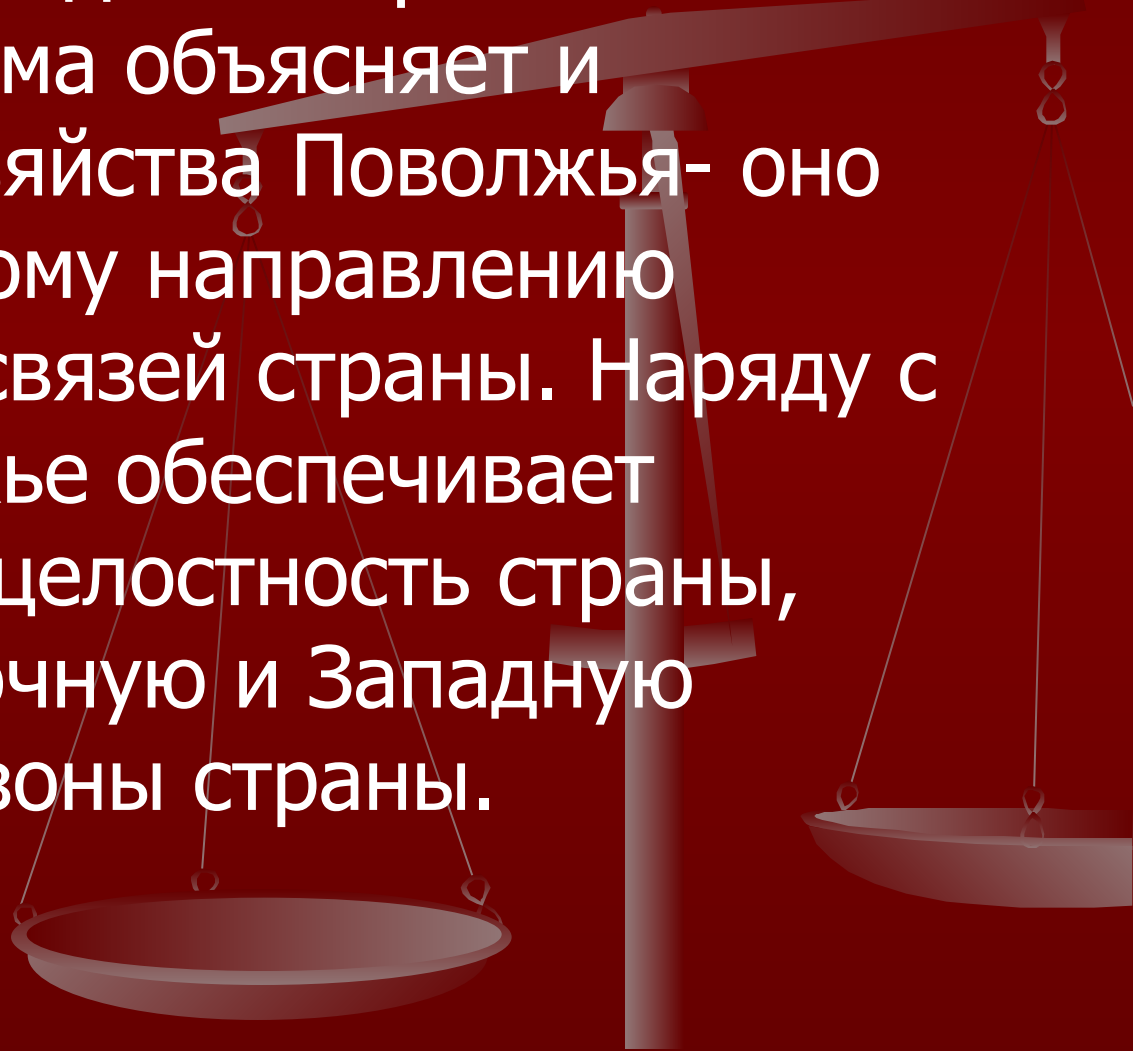 ма объясняет и
яйства Поволжья- оно
ому направлению
связей страны. Наряду с
ье обеспечивает
целостность страны,
очную и Западную
зоны страны.